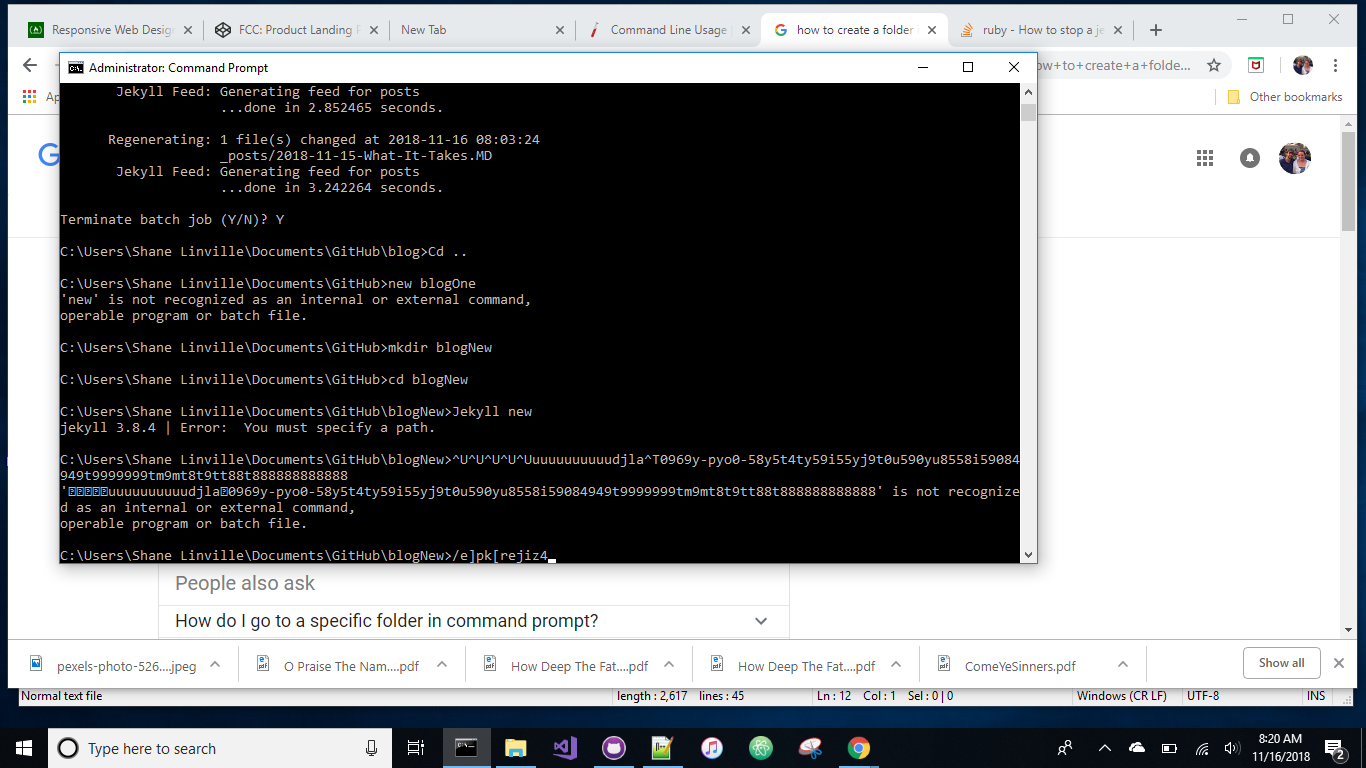 Responsive Web Desig
FCC: Product Landing
New Tab
Command Line Usage
how to create a folder
ruby - How to stop a je
ow+to+create+a+folde...
Ap
Other bookmarks
Administrator: Command Prompt
Jekyll Feed: Generating feed for posts
...done in 2.852465 seconds.
Regenerating: 1 file(s) changed at 2018-11-16 08:03:24
_posts/2018-11-15-What-It-Takes.MD
Jekyll Feed: Generating feed for posts
...done in 3.242264 seconds.
Terminate batch job (Y/N)? Y
C:\Users\Shane Linville\Documents\GitHub\blog>Cd ..
C:\Users\Shane Linville\Documents\GitHub>new blogOne
'new' is not recognized as an internal or external command,
operable program or batch file.
C:\Users\Shane Linville\Documents\GitHub>mkdir blogNew
C:\Users\Shane Linville\Documents\GitHub>cd blogNew
C:\Users\Shane Linville\Documents\GitHub\blogNew>Jekyll new
jekyll 3.8.4 | Error:  You must specify a path.
C:\Users\Shane Linville\Documents\GitHub\blogNew>^U^U^U^U^Uuuuuuuuuuudjla^T0969y-pyo0-58y5t4ty59i55yj9t0u590yu8558i59084
949t9999999tm9mt8t9tt88t888888888888
'uuuuuuuuuudjla0969y-pyo0-58y5t4ty59i55yj9t0u590yu8558i59084949t9999999tm9mt8t9tt88t888888888888' is not recognize
d as an internal or external command,
operable program or batch file.
C:\Users\Shane Linville\Documents\GitHub\blogNew>/e]pk[rejiz4
People also ask
How do I go to a specific folder in command prompt?
pexels-photo-526....jpeg
O Praise The Nam....pdf
How Deep The Fat....pdf
How Deep The Fat....pdf
ComeYeSinners.pdf
Show all
Normal text file
length : 2,617 lines : 45
Ln : 12 Col : 1 Sel : 0 | 0
Windows (CR LF)
UTF-8
INS
Type here to search
8:20 AM
11/16/2018
2